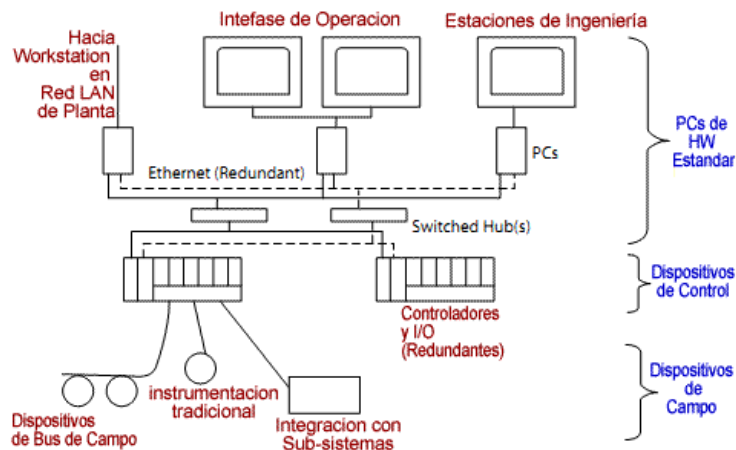 Hacia
Workstation
en
Red LAN
de Planta
Intefase de Operacion
Estaciones de Ingeniería
PCs de
HW
Estandar
PCs
Ethernet (Redundant)
Switched Hub(s)
Dispositivos
de Control
Controladores
y I/O
(Redundantes)
instrumentacion
tradicional
Dispositivos
de Bus de Campo
Integracion con
Sub-sistemas
Dispositivos
de
Campo